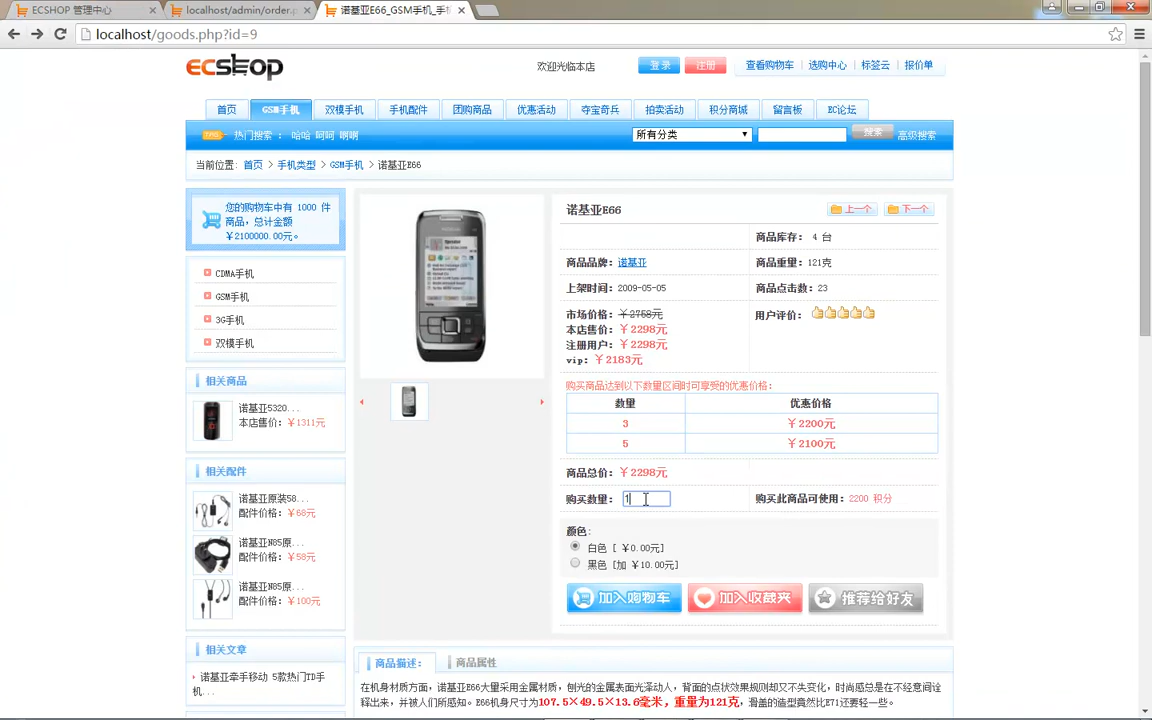 ECSHOP 管理中心
localhost/admin/order.p
诺基亚E66_GSM手机_手机
localhost/goods.php?id=9
ECSHOP
欢迎光临本店
登录
注册
查看购物车 | 选购中心 | 标签云 | 报价单
首页 GSM手机 双模手机 手机配件 团购商品 优惠活动 夺宝奇兵 拍卖活动 积分商城 留言板 EC论坛
热门搜索 : 哈哈 呵呵 啊啊
所有分类
搜索
高级搜索
当前位置: 首页 > 手机类型 > GSM手机 > 诺基亚E66
您的购物车中有 1000 件
商品，总计金额
￥2100000.00元。
CDMA手机
GSM手机
3G手机
双模手机
相关商品
诺基亚5320...
本店售价：￥1311元
相关配件
诺基亚原装58...
配件价格：￥68元
诺基亚N85原...
配件价格：￥58元
诺基亚N85原...
配件价格：￥100元
相关文章
诺基亚牵手移动 5款热门TD手
机...
诺基亚E66
上一个
下一个
商品库存： 4 台
商品品牌：诺基亚
商品重量：121克
上架时间：2009-05-05
商品点击数：23
市场价格：￥2758元
用户评价：
本店售价：￥2298元
注册用户：￥2298元
vip：￥2183元
购买商品达到以下数量区间时可享受的优惠价格：
数量 优惠价格
3 ￥2200元
5 ￥2100元
商品总价：￥2298元
购买数量： 1
购买此商品可使用：2200 积分
颜色:
白色 [ ￥0.00元]
黑色 [加 ￥10.00元]
加入购物车
加入收藏夹
推荐给好友
商品描述：
商品属性
在机身材质方面，诺基亚E66大量采用金属材质，刨光的金属表面光泽动人，背面的点状效果规则却又不失变化，时尚感总是在不经意间诠
释出来，并被人们所感知。E66机身尺寸为107.5×49.5×13.6毫米，重量为121克，滑盖的造型竟然比E71还要轻一些。